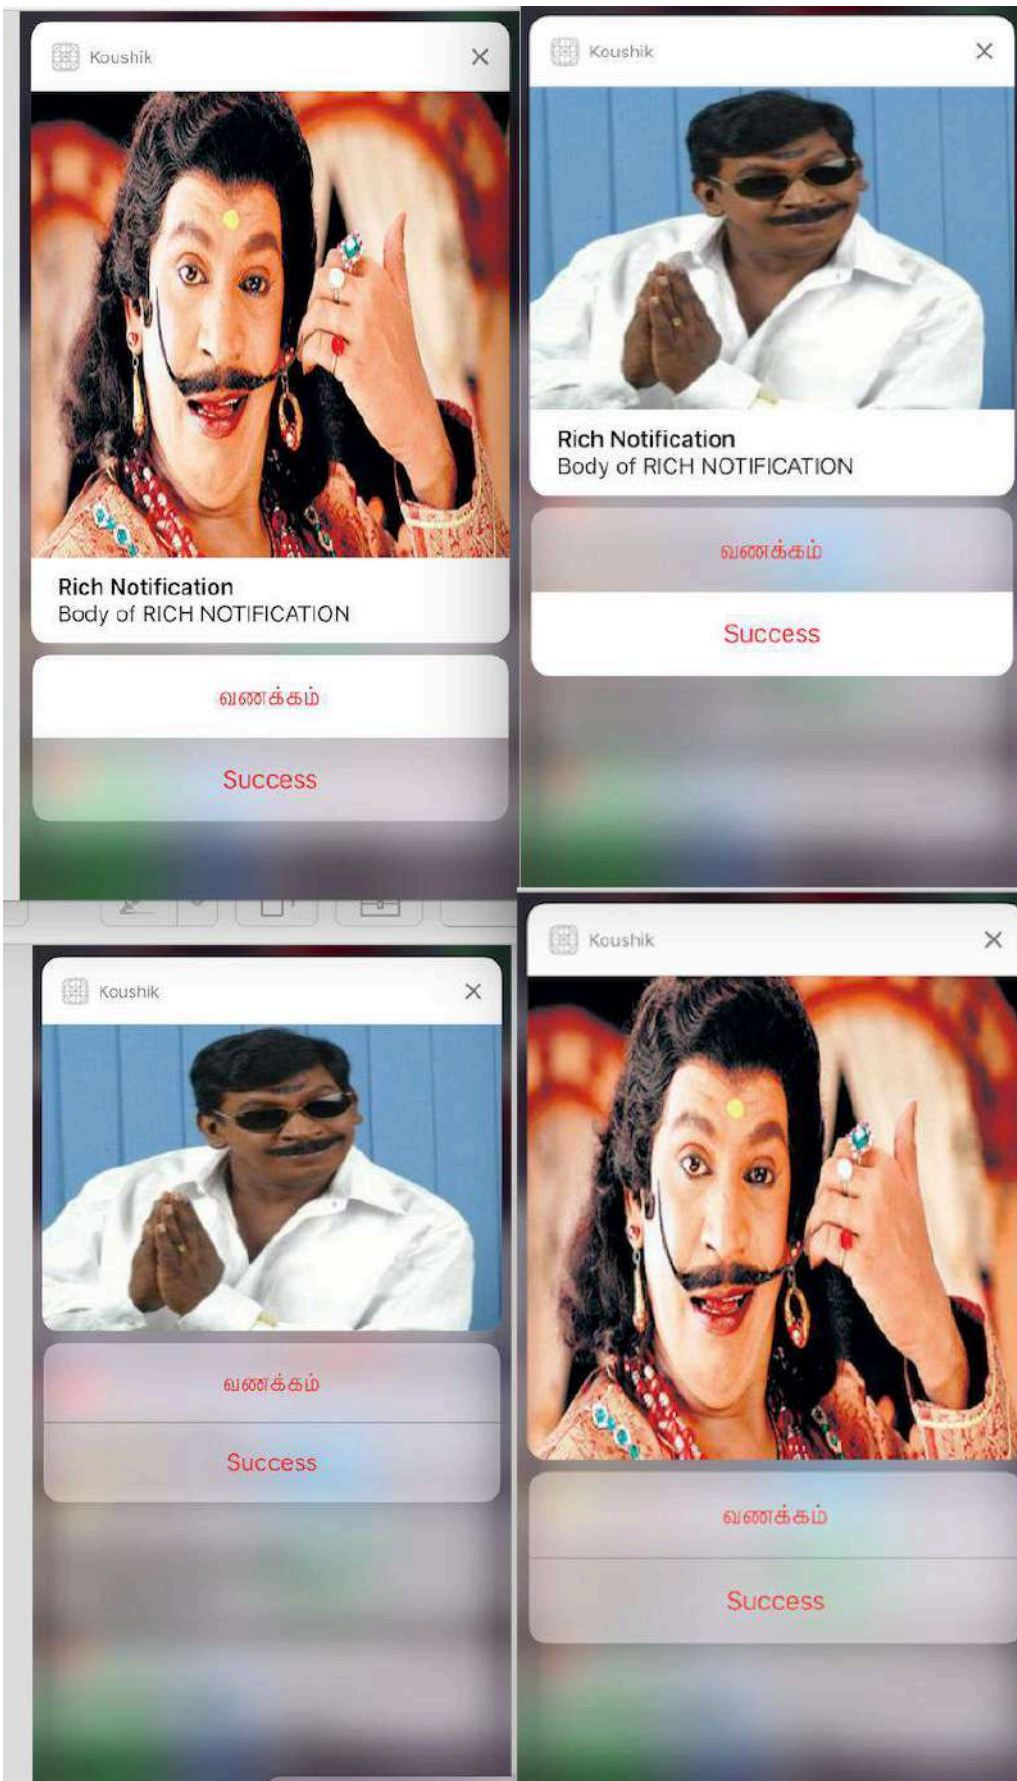 Koushik
Rich Notification
Body of RICH NOTIFICATION
வணக்கம்
Success
Koushik
Rich Notification
Body of RICH NOTIFICATION
வணக்கம்
Success
Koushik
வணக்கம்
Success
Koushik
வணக்கம்
Success